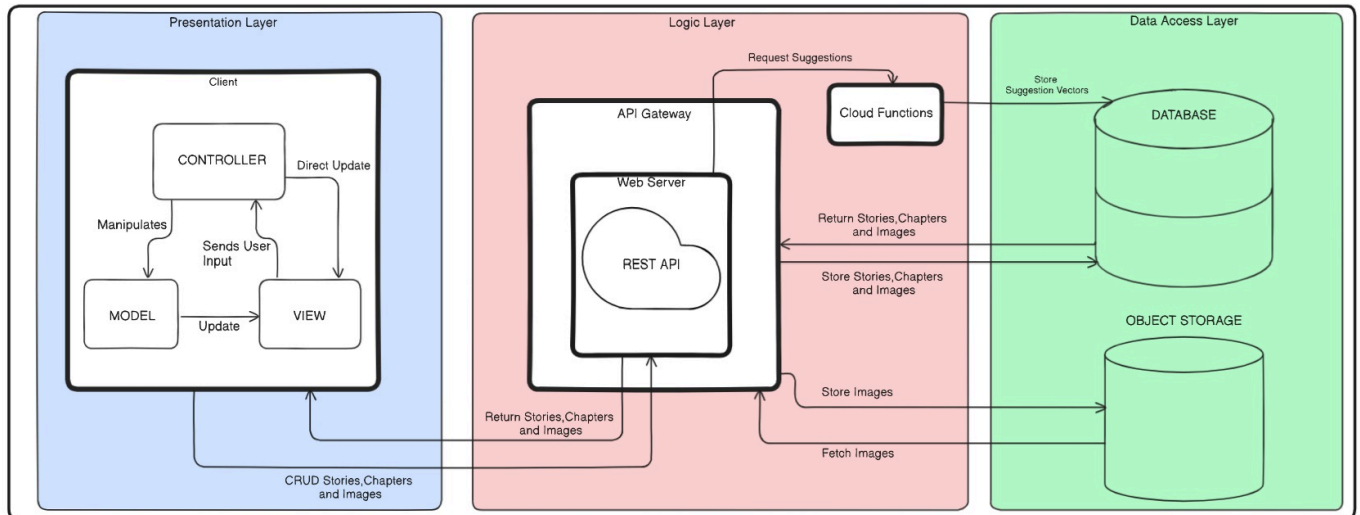 Presentation Layer
Logic Layer
Data Access Layer
Client
CONTROLLER
Direct Update
Manipulates
Sends User
Input
MODEL
Update
VIEW
Request Suggestions
Cloud Functions
Store
Suggestion Vectors
API Gateway
Web Server
REST API
DATABASE
Return Stories,Chapters
and Images
Store Stories,Chapters
and Images
OBJECT STORAGE
Store Images
Fetch Images
Return Stories,Chapters
and Images
CRUD Stories,Chapters
and Images